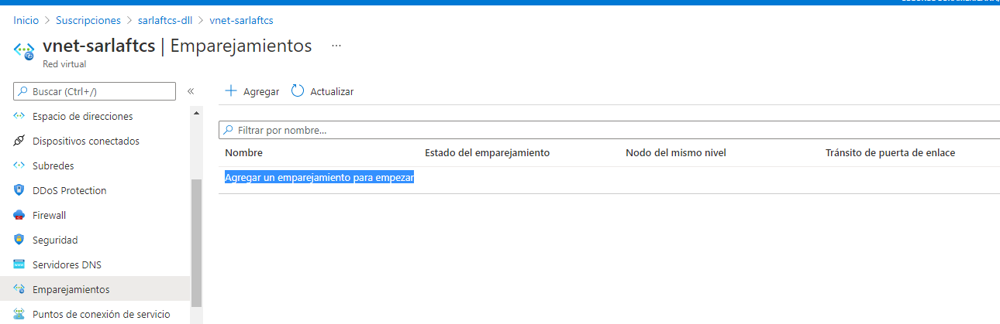 Inicio > Suscripciones > sarlaftcs-dll > vnet-sarlaftcs
vnet-sarlaftcs | Emparejamientos ...
Red virtual
Buscar (Ctrl+/) «
Agregar Actualizar
Espacio de direcciones
Dispositivos conectados
Subredes
DDoS Protection
Firewall
Seguridad
Servidores DNS
Emparejamientos
Puntos de conexión de servicio
Filtrar por nombre...
Nombre Estado del emparejamiento Nodo del mismo nivel Tránsito de puerta de enlace
Agregar un emparejamiento para empezar